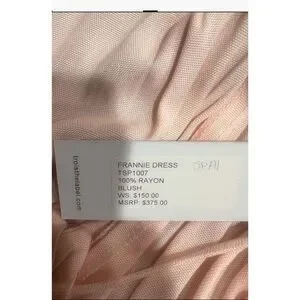 FRANNIE DRESS
TSP1007
100% RAYON
BLUSH
WS: $150.00
MSRP: $375.00